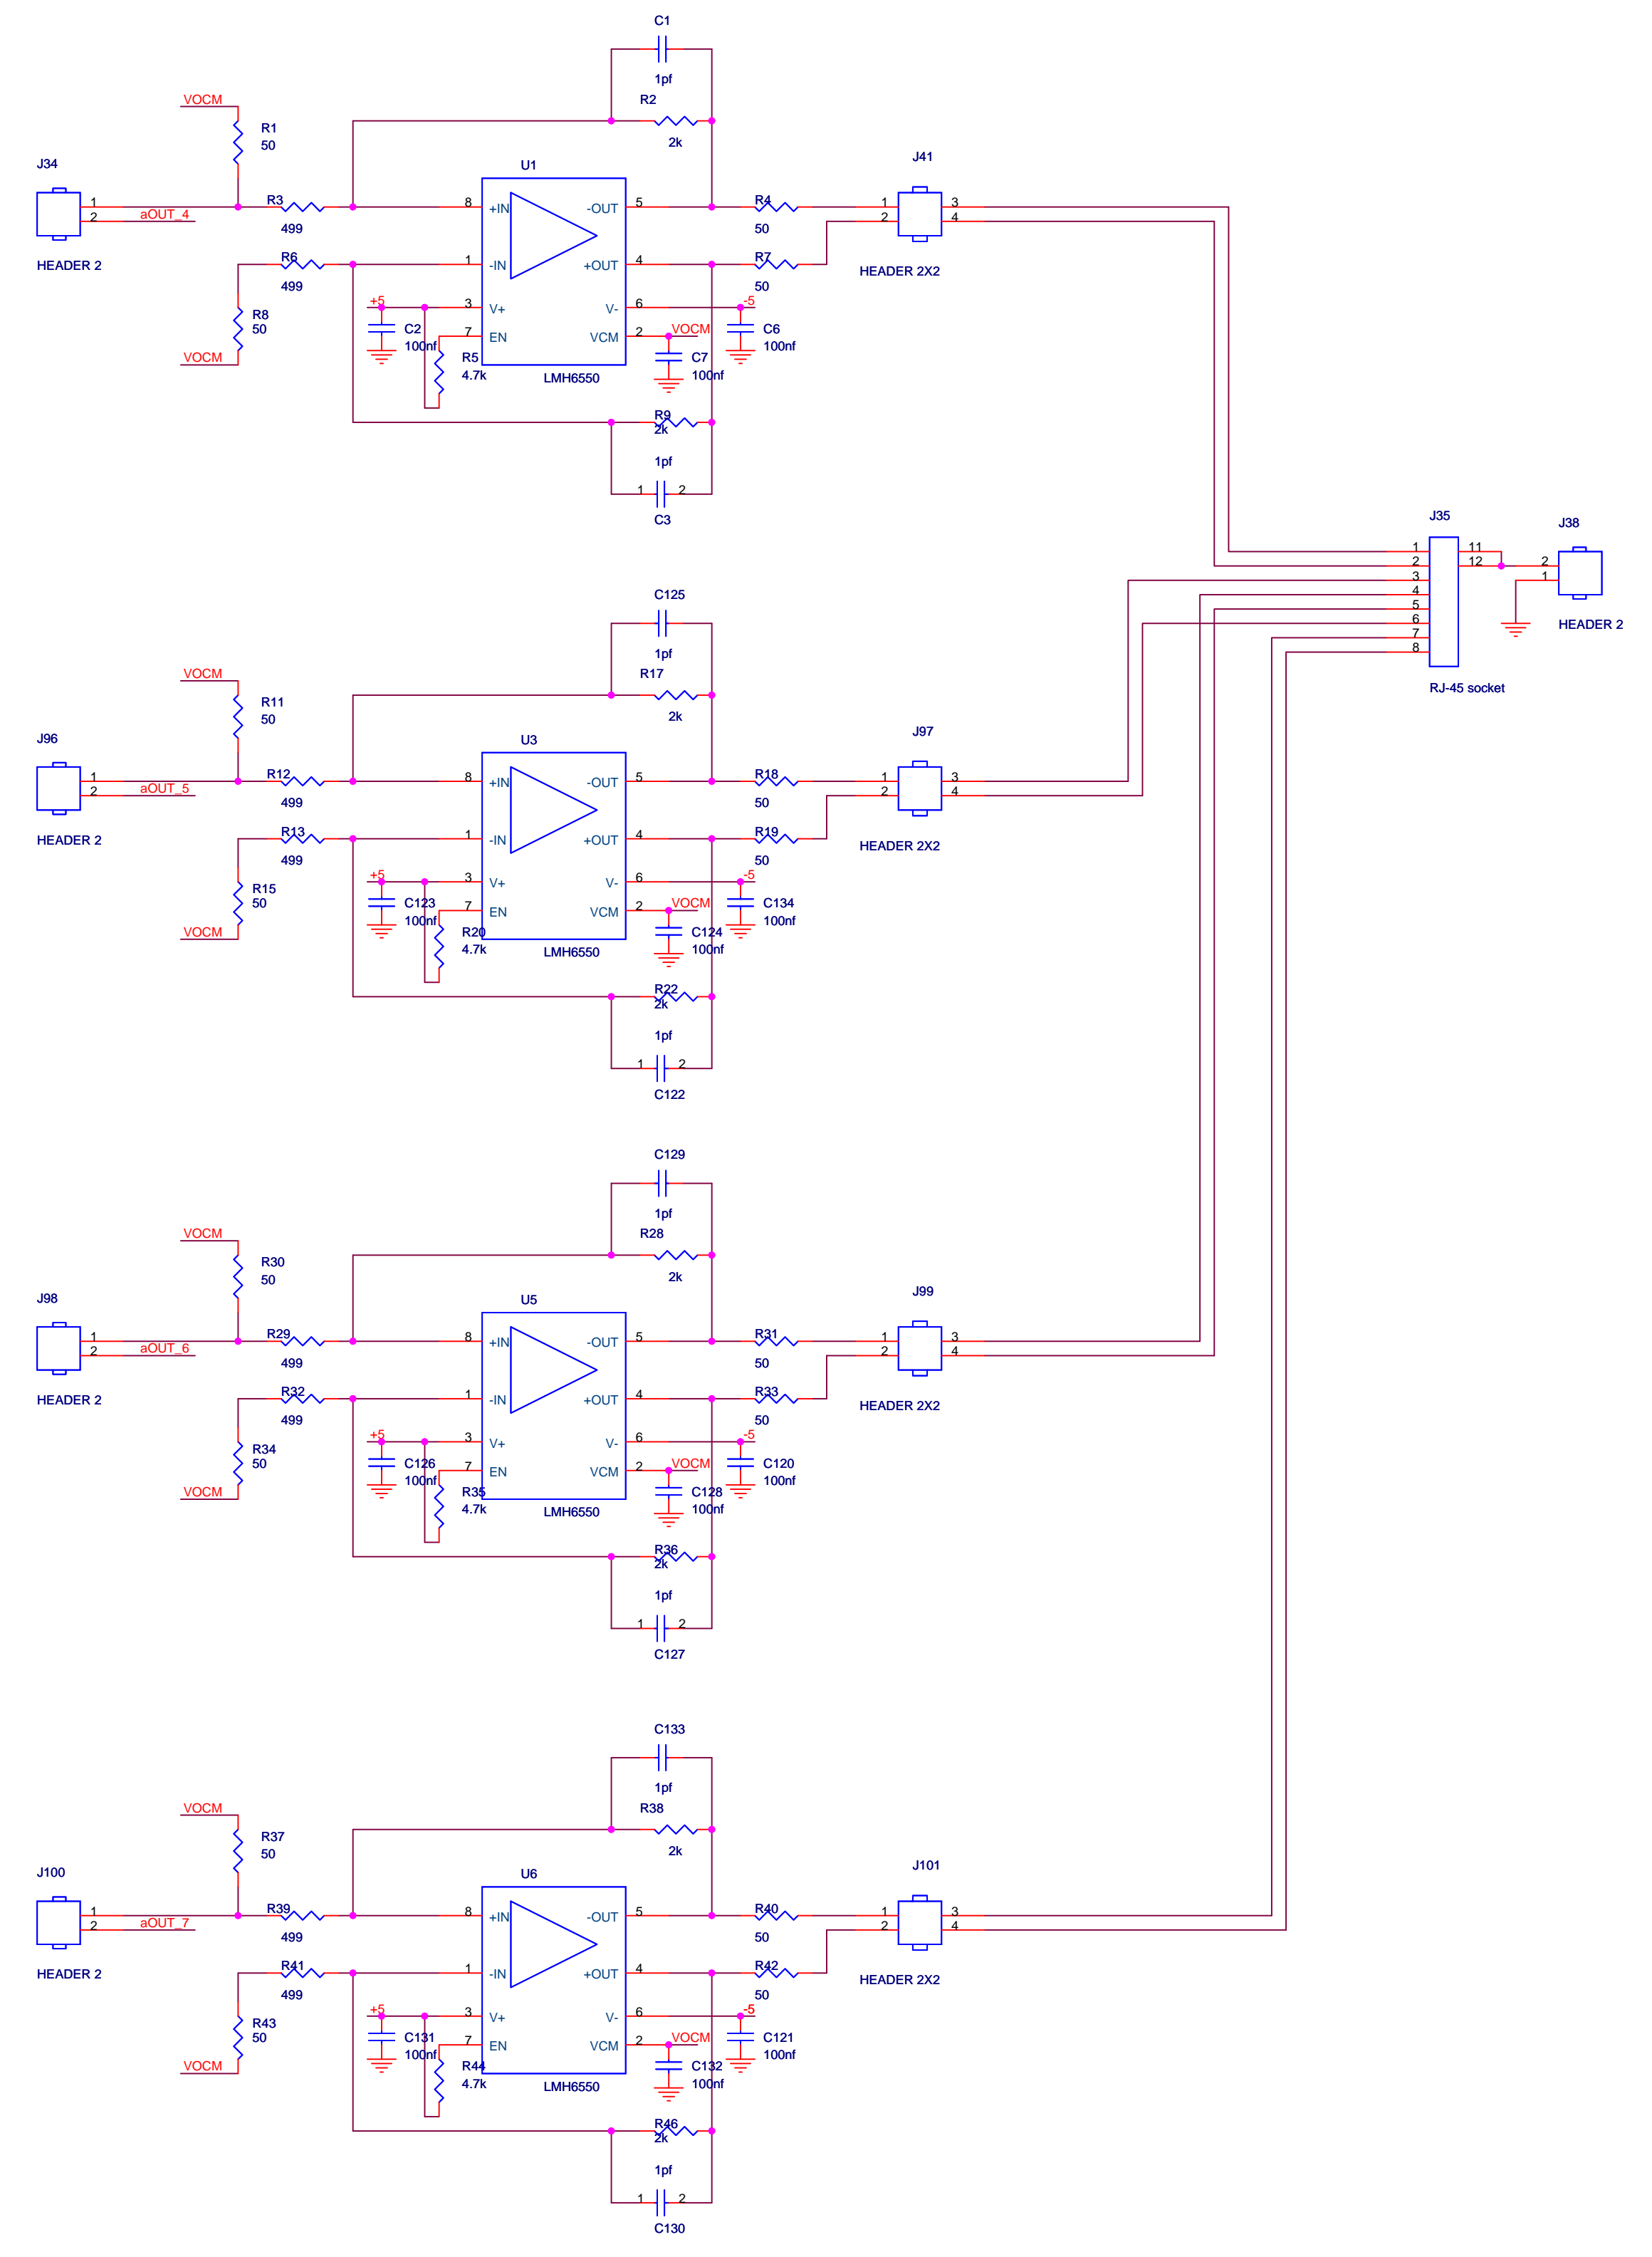 C1
1pf
R2
2k
VOCM
R1
50
J34
1
2
aOUT_4
HEADER 2
R3
499
R6
499
R8
50
VOCM
U1
8
+IN
-OUT
5
1
-IN
+OUT
4
3
V+
V-
6
7
EN
VCM
2
LMH6550
+5
C2
100nf
R5
4.7k
VOCM
C7
100nf
-5
C6
100nf
R4
50
R7
50
J41
1
2
3
4
HEADER 2X2
R9
2k
1pf
1
2
C3
J35
1
2
3
4
5
6
7
8
11
12
RJ-45 socket
J38
2
1
HEADER 2
C125
1pf
R17
2k
VOCM
R11
50
J96
1
2
aOUT_5
HEADER 2
R12
499
R13
499
R15
50
VOCM
U3
8
+IN
-OUT
5
1
-IN
+OUT
4
3
V+
V-
6
7
EN
VCM
2
LMH6550
+5
C123
100nf
R20
4.7k
VOCM
C124
100nf
-5
C134
100nf
R18
50
R19
50
J97
1
2
3
4
HEADER 2X2
R22
2k
1pf
1
2
C122
C129
1pf
R28
2k
VOCM
R30
50
J98
1
2
aOUT_6
HEADER 2
R29
499
R32
499
R34
50
VOCM
U5
8
+IN
-OUT
5
1
-IN
+OUT
4
3
V+
V-
6
7
EN
VCM
2
LMH6550
+5
C126
100nf
R35
4.7k
VOCM
C128
100nf
-5
C120
100nf
R31
50
R33
50
J99
1
2
3
4
HEADER 2X2
R36
2k
1pf
1
2
C127
C133
1pf
R38
2k
VOCM
R37
50
J100
1
2
aOUT_7
HEADER 2
R39
499
R41
499
R43
50
VOCM
U6
8
+IN
-OUT
5
1
-IN
+OUT
4
3
V+
V-
6
7
EN
VCM
2
LMH6550
+5
C131
100nf
R44
4.7k
VOCM
C132
100nf
-5
C121
100nf
R40
50
R42
50
J101
1
2
3
4
HEADER 2X2
R46
2k
1pf
1
2
C130